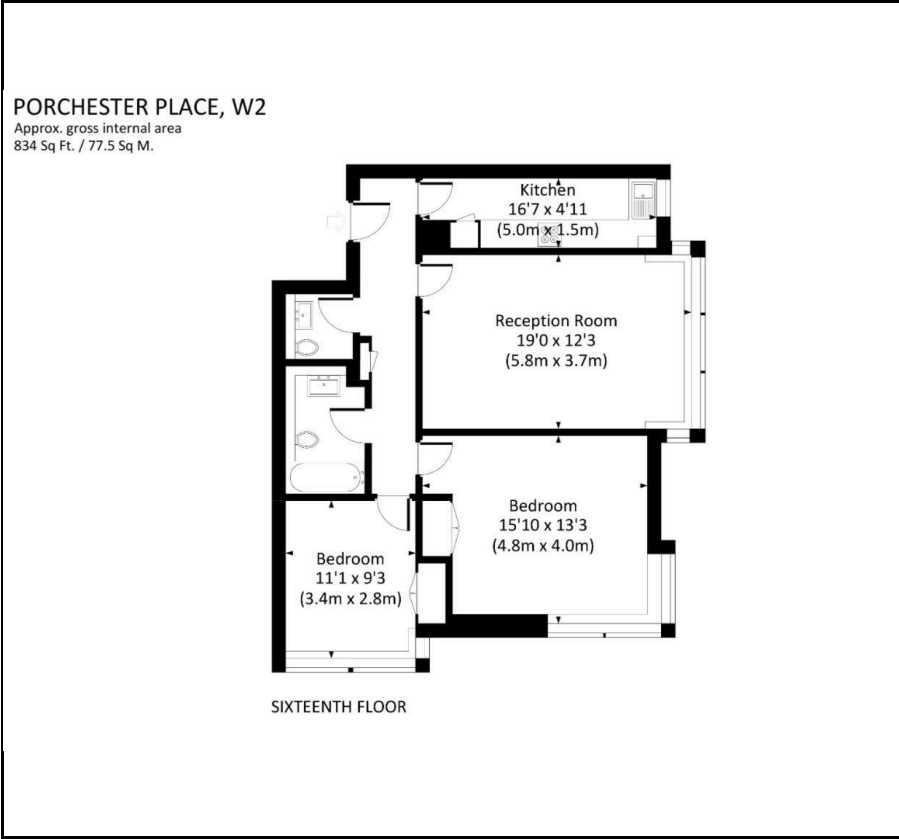 PORCHESTER PLACE, W2
Approx. gross internal area
834 Sq Ft. / 77.5 Sq M.
Kitchen
16'7 x 4'11
(5.0m x 1.5m)
Reception Room
19'0 x 12'3
(5.8m x 3.7m)
Bedroom
15'10 x 13'3
(4.8m x 4.0m)
Bedroom
11'1 x 9'3
(3.4m x 2.8m)
SIXTEENTH FLOOR